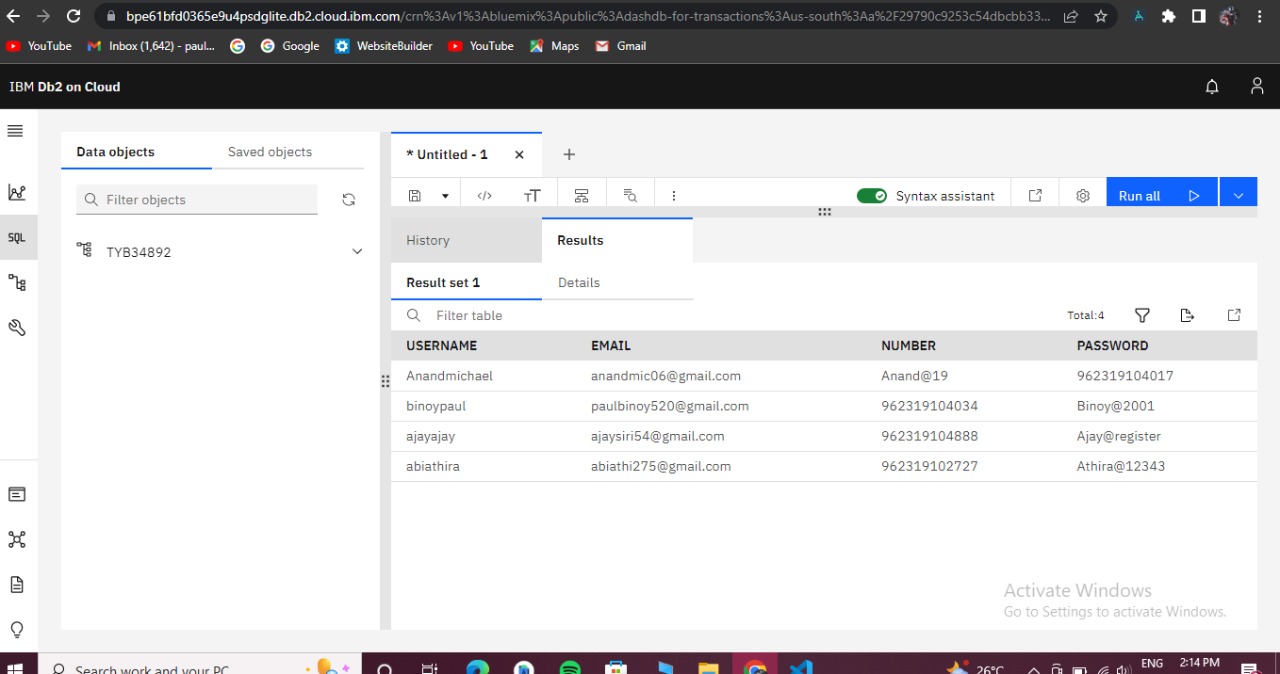 bpe61bfd0365e9u4psdglite.db2.cloud.ibm.com/crn%3Av1%3Abluemix%3Apublic%3Adashdb-for-transactions%3Aus-south%3Aa%2F29790c9253c54dbcbb33...
YouTube Inbox (1,642) - paul... Google WebsiteBuilder YouTube Maps Gmail
IBM Db2 on Cloud
Data objects Saved objects
* Untitled - 1
Filter objects
Syntax assistant Run all
SQL
TYB34892
History Results
Result set 1 Details
Filter table Total:4
USERNAME EMAIL NUMBER PASSWORD
Anandmichael anandmic06@gmail.com Anand@19 962319104017
binoypaul paulbinoy520@gmail.com 962319104034 Binoy@2001
ajayajay ajaysiri54@gmail.com 962319104888 Ajay@register
abiathira abiathi275@gmail.com 962319102727 Athira@12343
Activate Windows
Go to Settings to activate Windows.
Search work and your PC 26°C ENG 2:14 PM